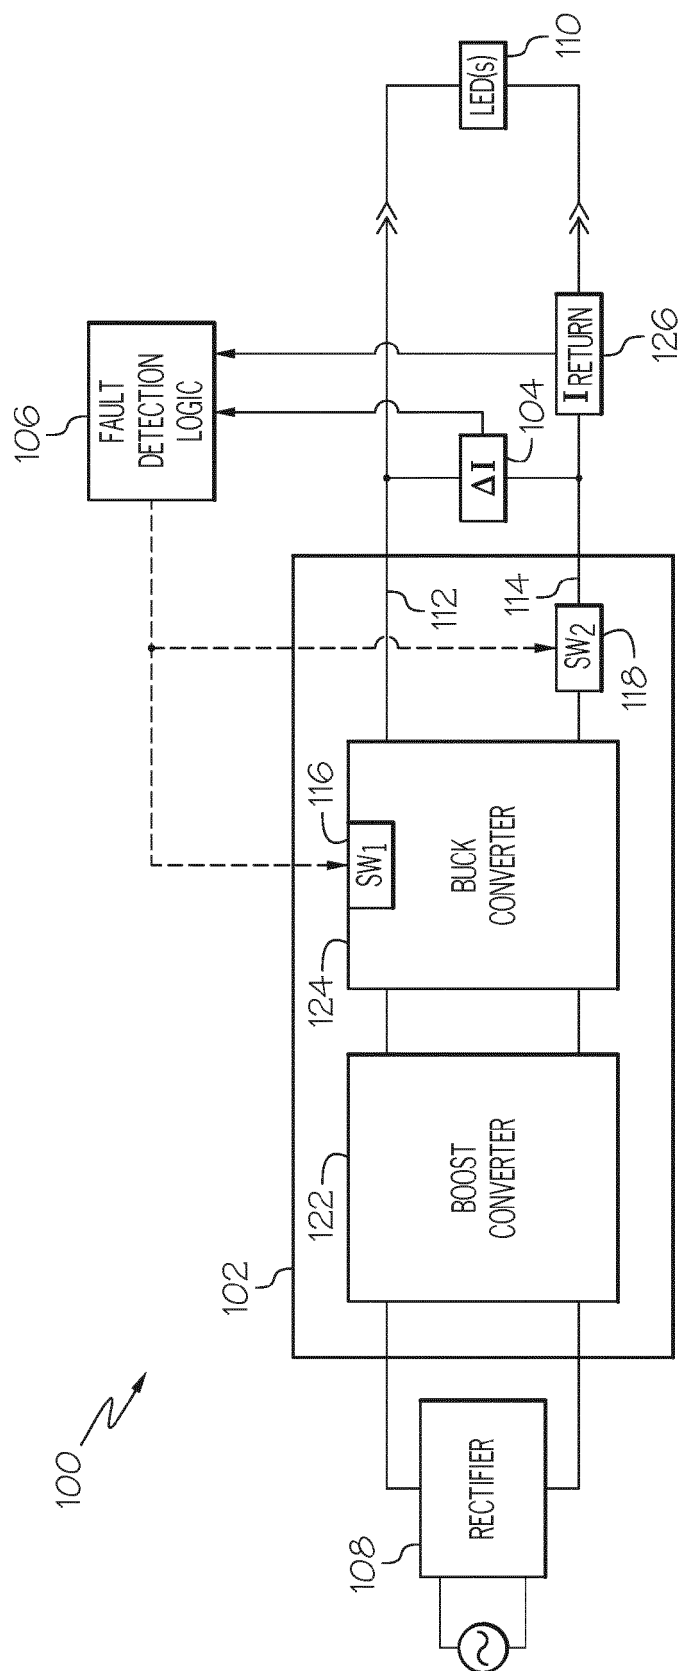 100
102
106
FAULT
DETECTION
LOGIC
108
RECTIFIER
122
BOOST
CONVERTER
124
SW1
116
BUCK
CONVERTER
112
114
SW2
118
ΔI
104
I RETURN
126
LED(s)
110